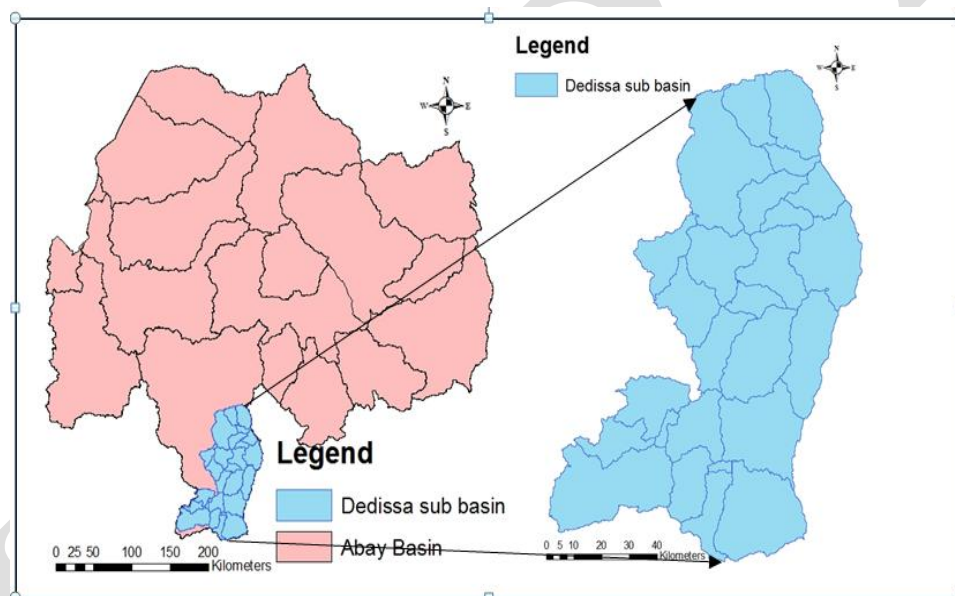 Legend
Dedissa sub basin
N
W E
S
N
W E
S
Legend
Dedissa sub basin
Abay Basin
0 25 50 100 150 200
Kilometers
0 5 10 20 30 40
Kilometers